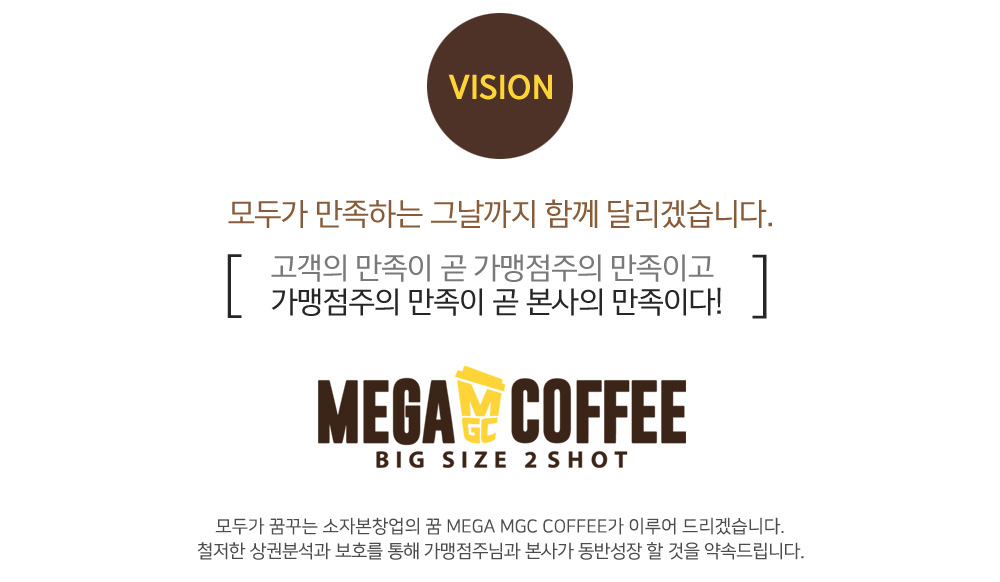 VISION
모두가 만족하는 그날까지 함께 달리겠습니다.
[ 고객의 만족이 곧 가맹점주의 만족이고
가맹점주의 만족이 곧 본사의 만족이다! ]
MEGA MGC COFFEE
BIG SIZE 2SHOT
모두가 꿈꾸는 소자본창업의 꿈 MEGA MGC COFFEE가 이루어 드리겠습니다.
철저한 상권분석과 보호를 통해 가맹점주님과 본사가 동반성장 할 것을 약속드립니다.